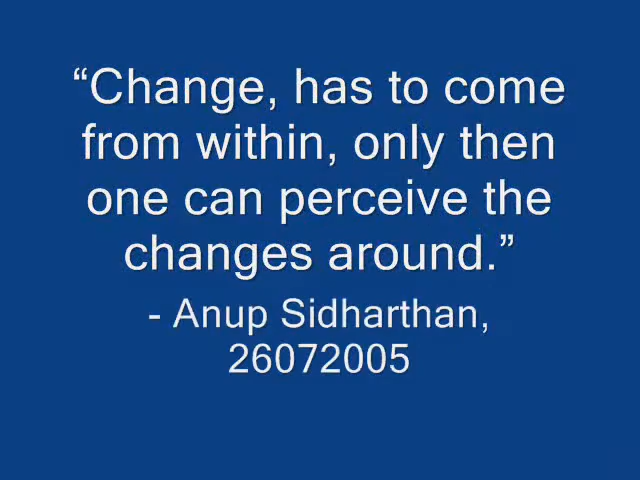 “Change, has to come
from within, only then
one can perceive the
changes around.”
- Anup Sidharthan,
26072005